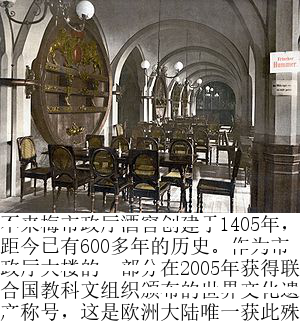 Frischer
Hummer.
不来梅市政厅酒窖创建于1405年,
距今已有600多年的历史。作为市
政厅大楼的一部分在2005年获得联
合国教科文组织颁布的世界文化遗
产称号，这是欧洲大陆唯一获此殊